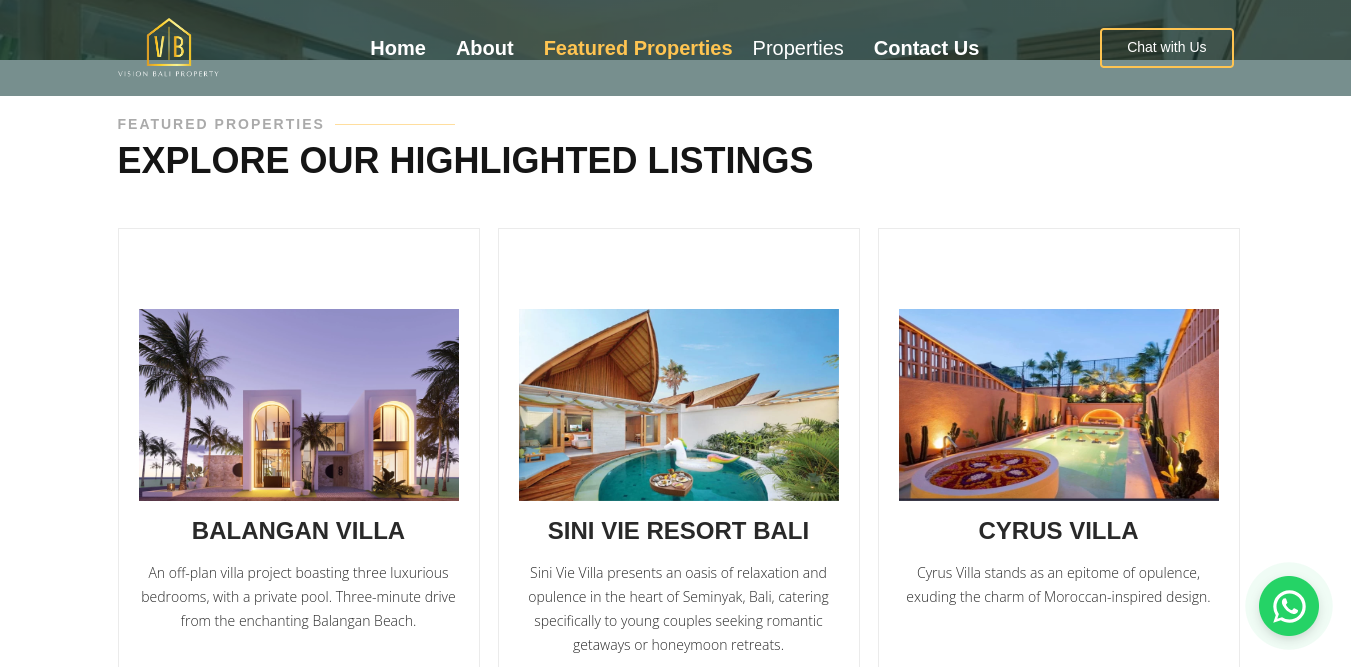 VB
VISION BALI PROPERTY
Home
About
Featured Properties
Properties
Contact Us
Chat with Us
FEATURED PROPERTIES
EXPLORE OUR HIGHLIGHTED LISTINGS
BALANGAN VILLA
An off-plan villa project boasting three luxurious
bedrooms, with a private pool. Three-minute drive
from the enchanting Balangan Beach.
SINI VIE RESORT BALI
Sini Vie Villa presents an oasis of relaxation and
opulence in the heart of Seminyak, Bali, catering
specifically to young couples seeking romantic
getaways or honeymoon retreats.
CYRUS VILLA
Cyrus Villa stands as an epitome of opulence,
exuding the charm of Moroccan-inspired design.